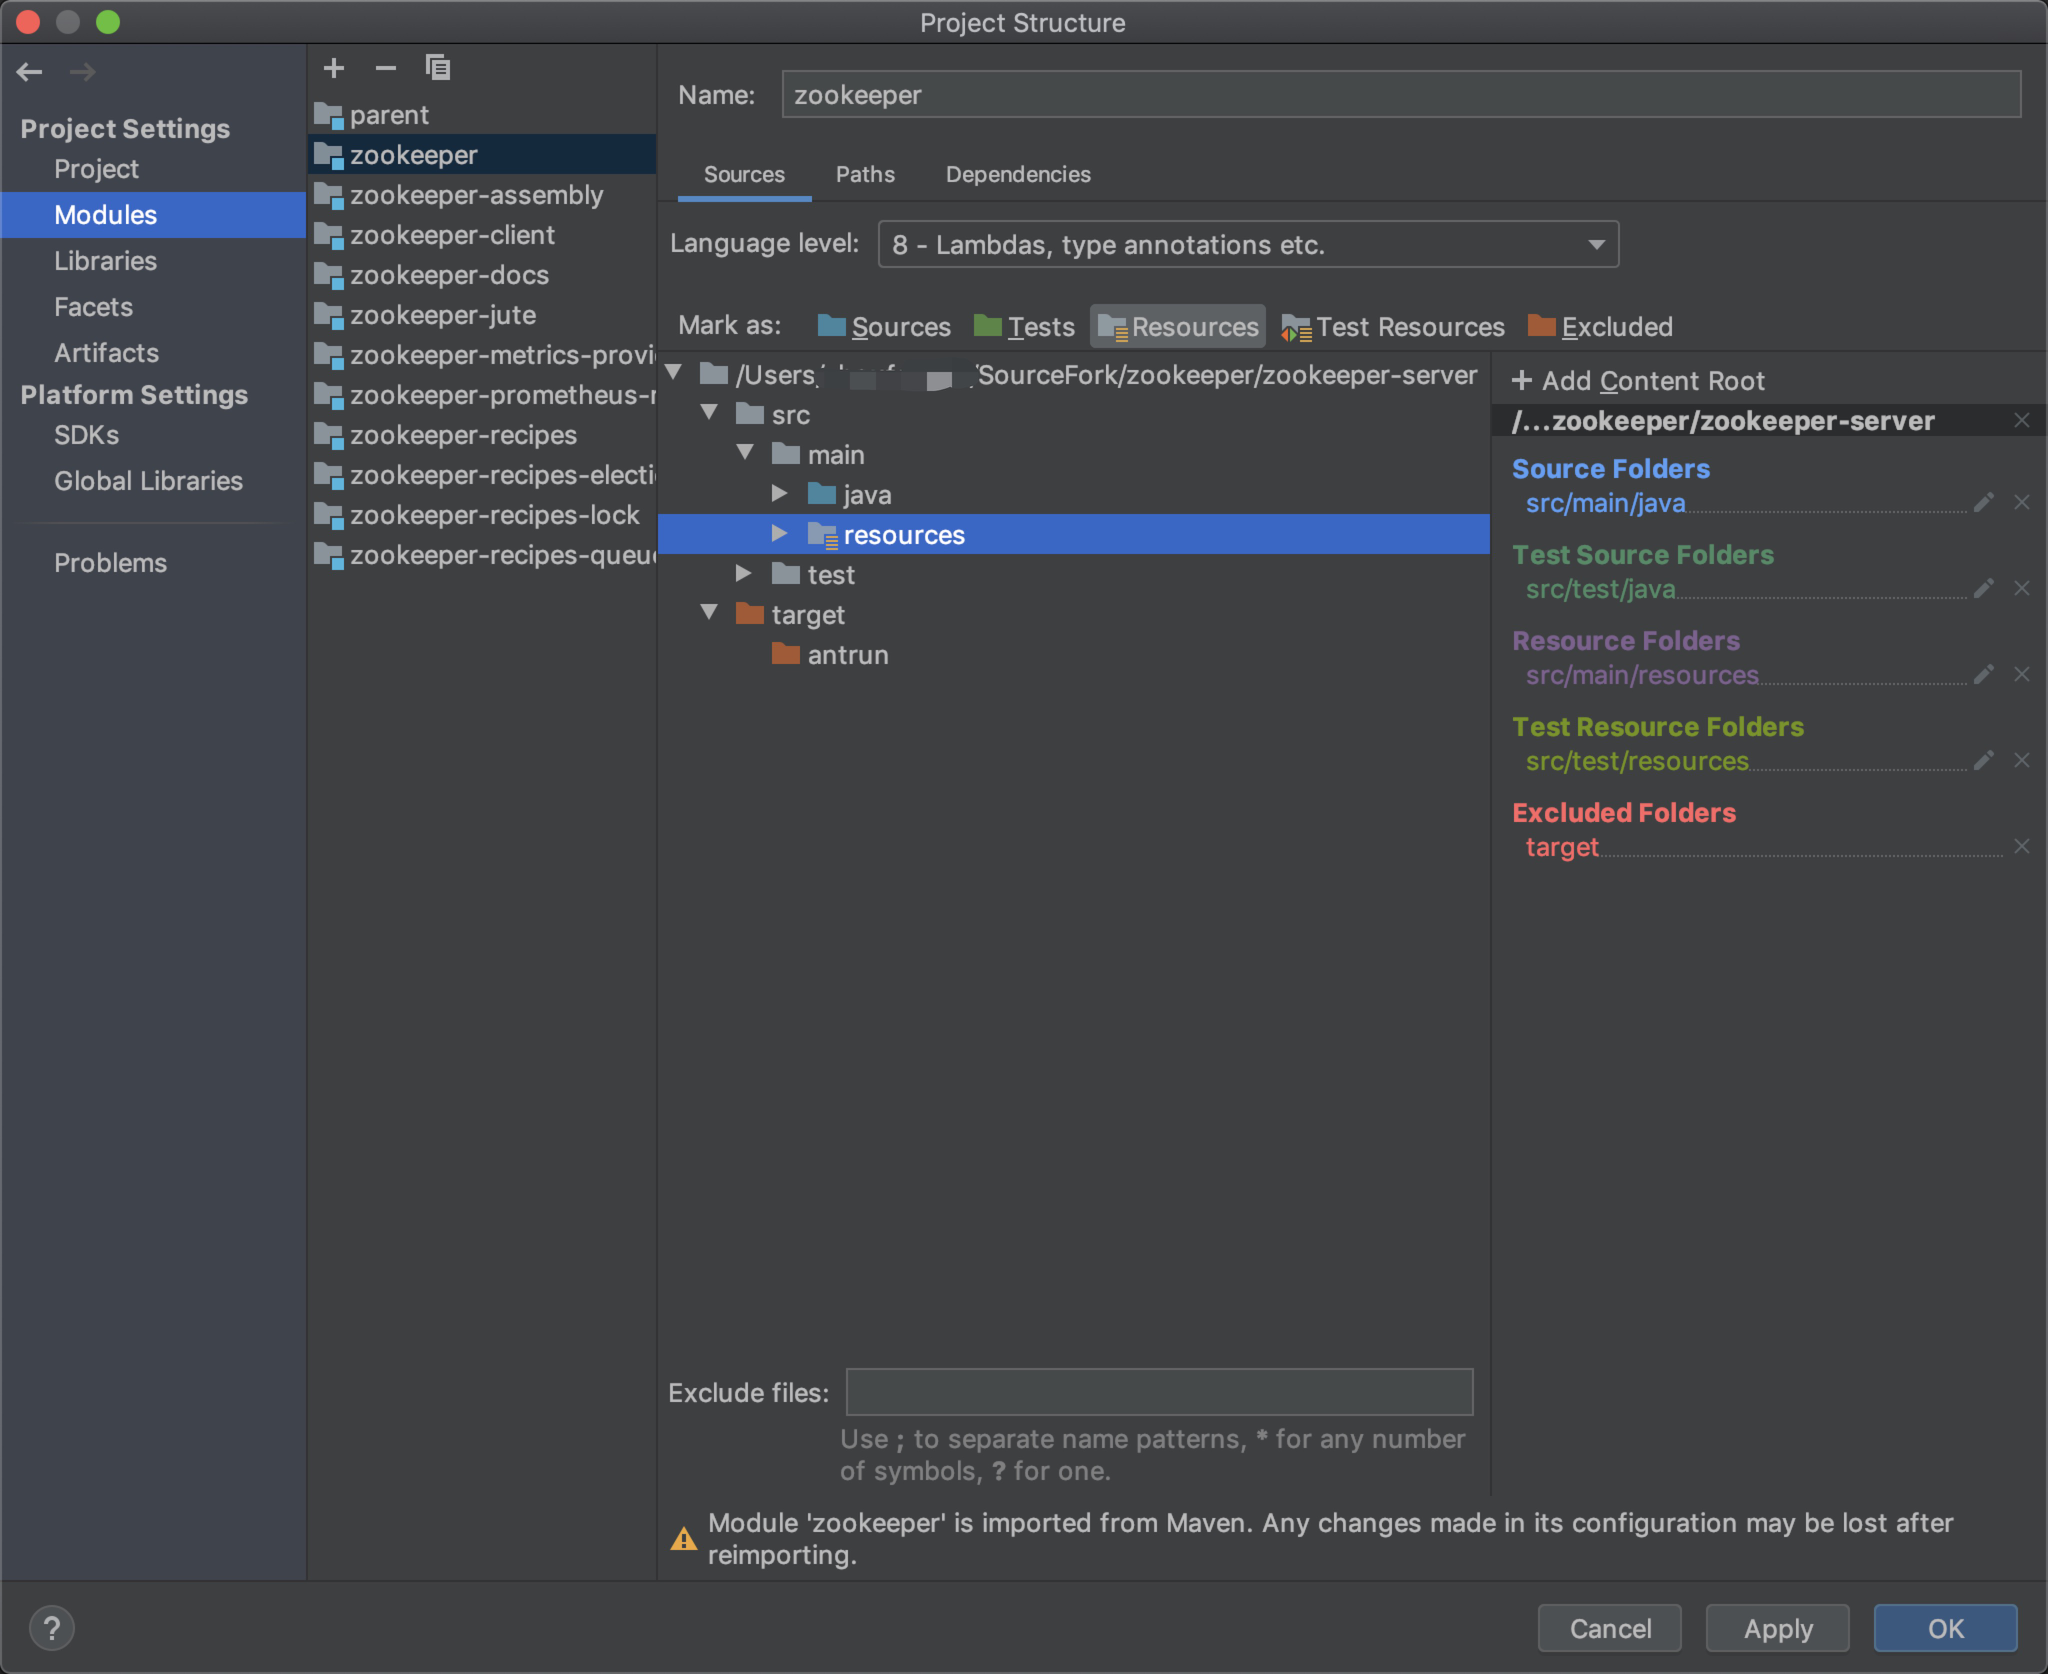 Project Structure
Project Settings
Project
Modules
Libraries
Facets
Artifacts
Platform Settings
SDKs
Global Libraries
Problems
parent
zookeeper
zookeeper-assembly
zookeeper-client
zookeeper-docs
zookeeper-jute
zookeeper-metrics-provi
zookeeper-prometheus-
zookeeper-recipes
zookeeper-recipes-electi
zookeeper-recipes-lock
zookeeper-recipes-queu
Name: zookeeper
Sources Paths Dependencies
Language level: 8 - Lambdas, type annotations etc.
Mark as: Sources Tests Resources Test Resources Excluded
/Users/ /SourceFork/zookeeper/zookeeper-server
src
main
java
resources
test
target
antrun
+ Add Content Root
/...zookeeper/zookeeper-server
Source Folders
src/main/java
Test Source Folders
src/test/java
Resource Folders
src/main/resources
Test Resource Folders
src/test/resources
Excluded Folders
target
Exclude files:
Use ; to separate name patterns, * for any number
of symbols, ? for one.
Module 'zookeeper' is imported from Maven. Any changes made in its configuration may be lost after
reimporting.
? Cancel Apply OK